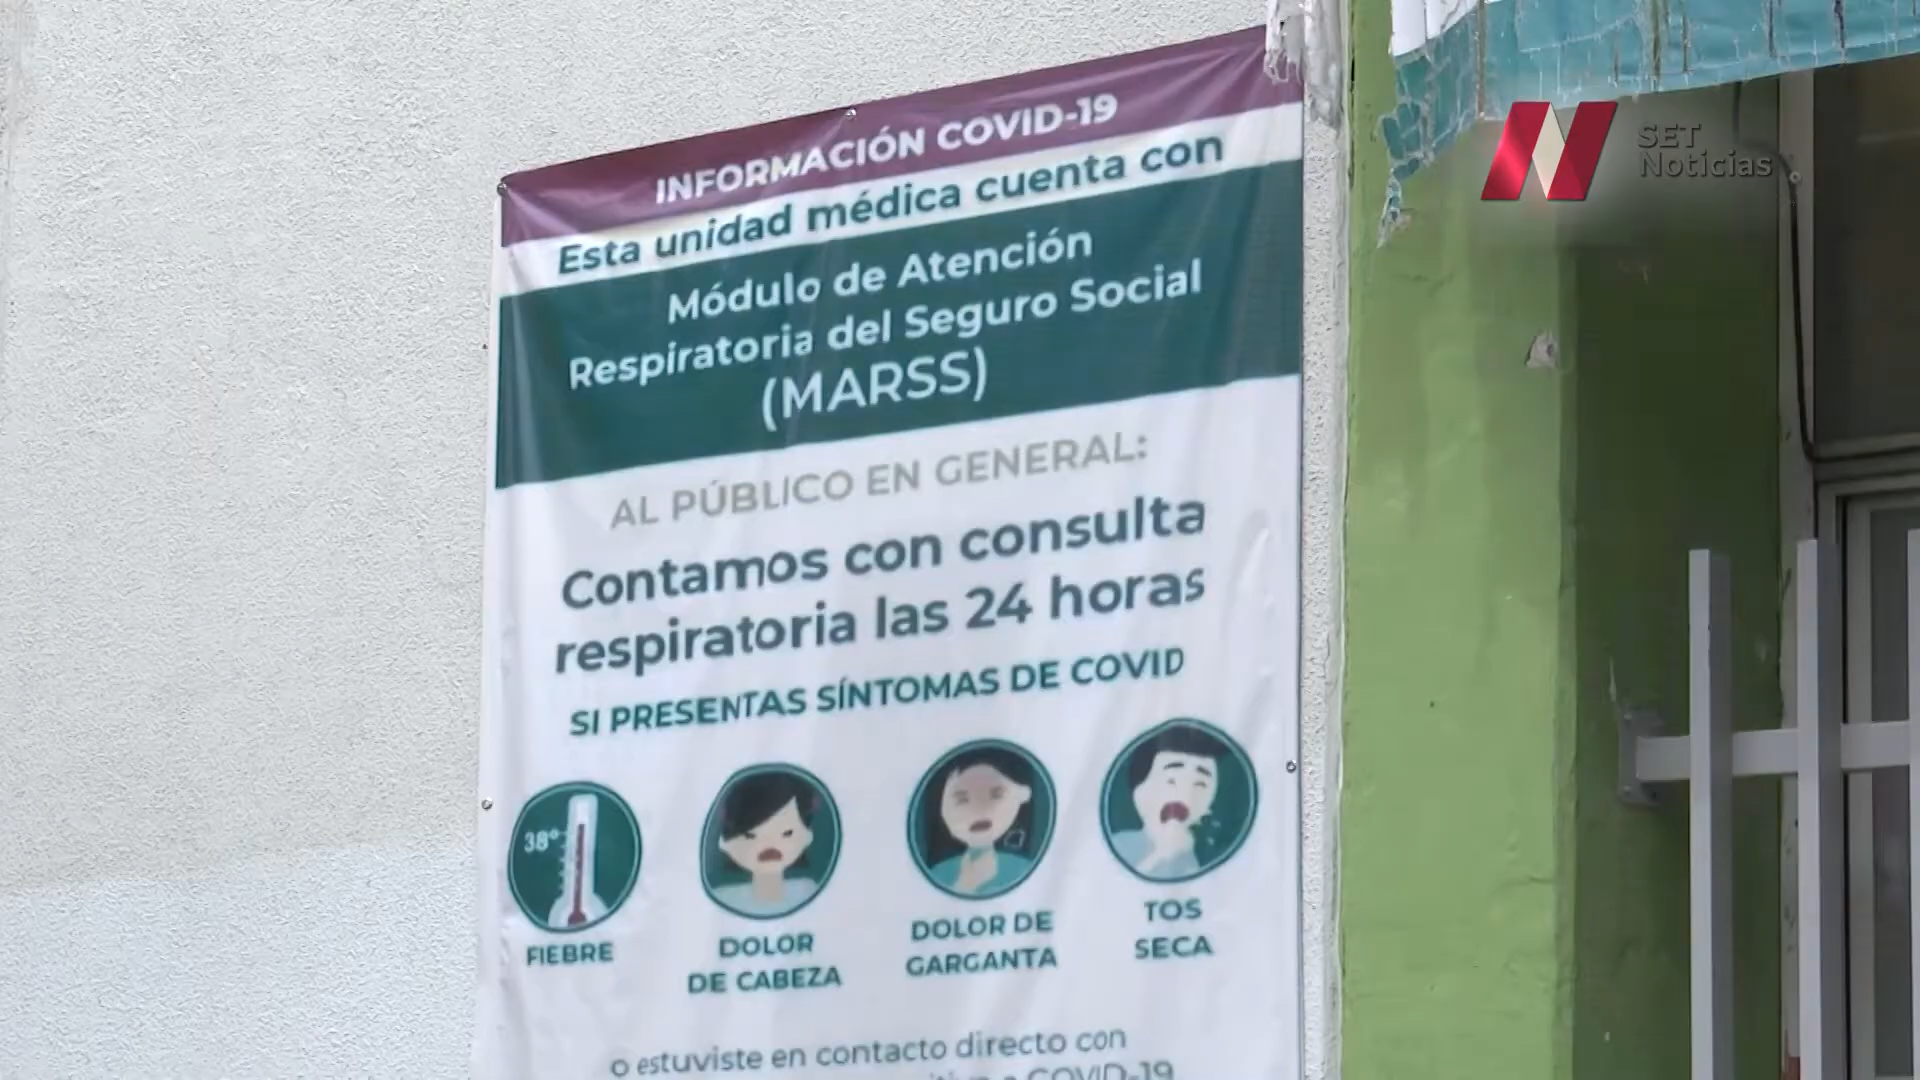 INFORMACIÓN COVID-19
Esta unidad médica cuenta con
Módulo de Atención
Respiratoria del Seguro Social
(MARSS)
AL PÚBLICO EN GENERAL:
Contamos con consulta
respiratoria las 24 horas
SI PRESENTAS SÍNTOMAS DE COVID
38°
FIEBRE
DOLOR
DE CABEZA
DOLOR DE
GARGANTA
TOS
SECA
o estuviste en contacto directo con
COVID-19
SET
Noticias